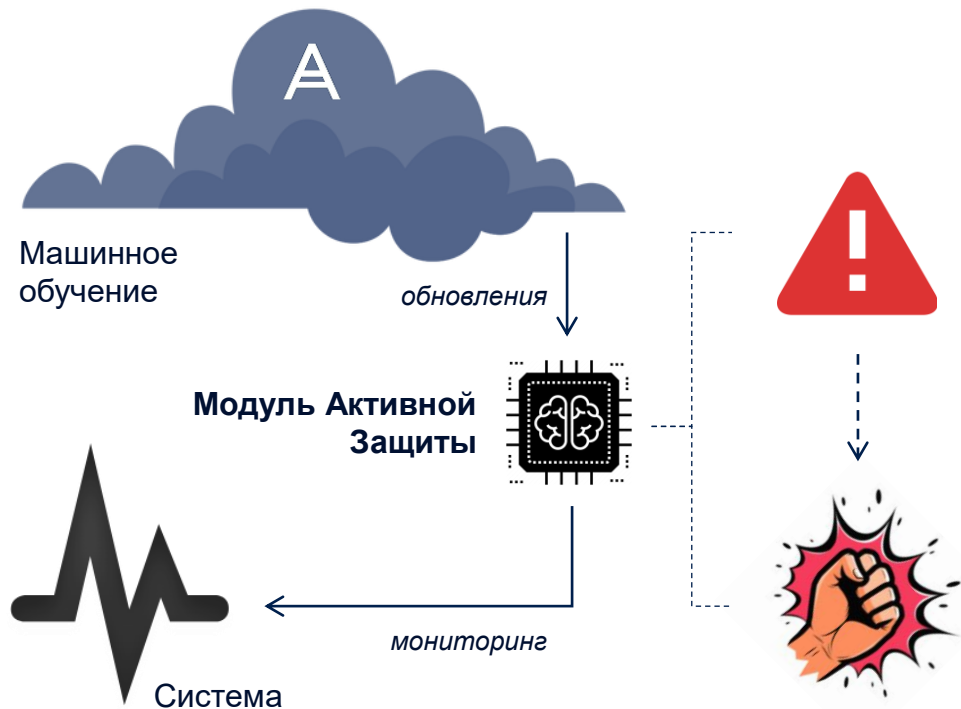 Машинное
обучение
обновления
Модуль Активной
Защиты
мониторинг
Система